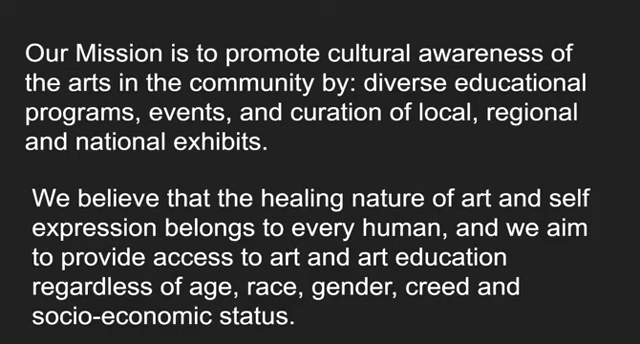 Our Mission is to promote cultural awareness of
the arts in the community by: diverse educational
programs, events, and curation of local, regional
and national exhibits.
We believe that the healing nature of art and self
expression belongs to every human, and we aim
to provide access to art and art education
regardless of age, race, gender, creed and
socio-economic status.